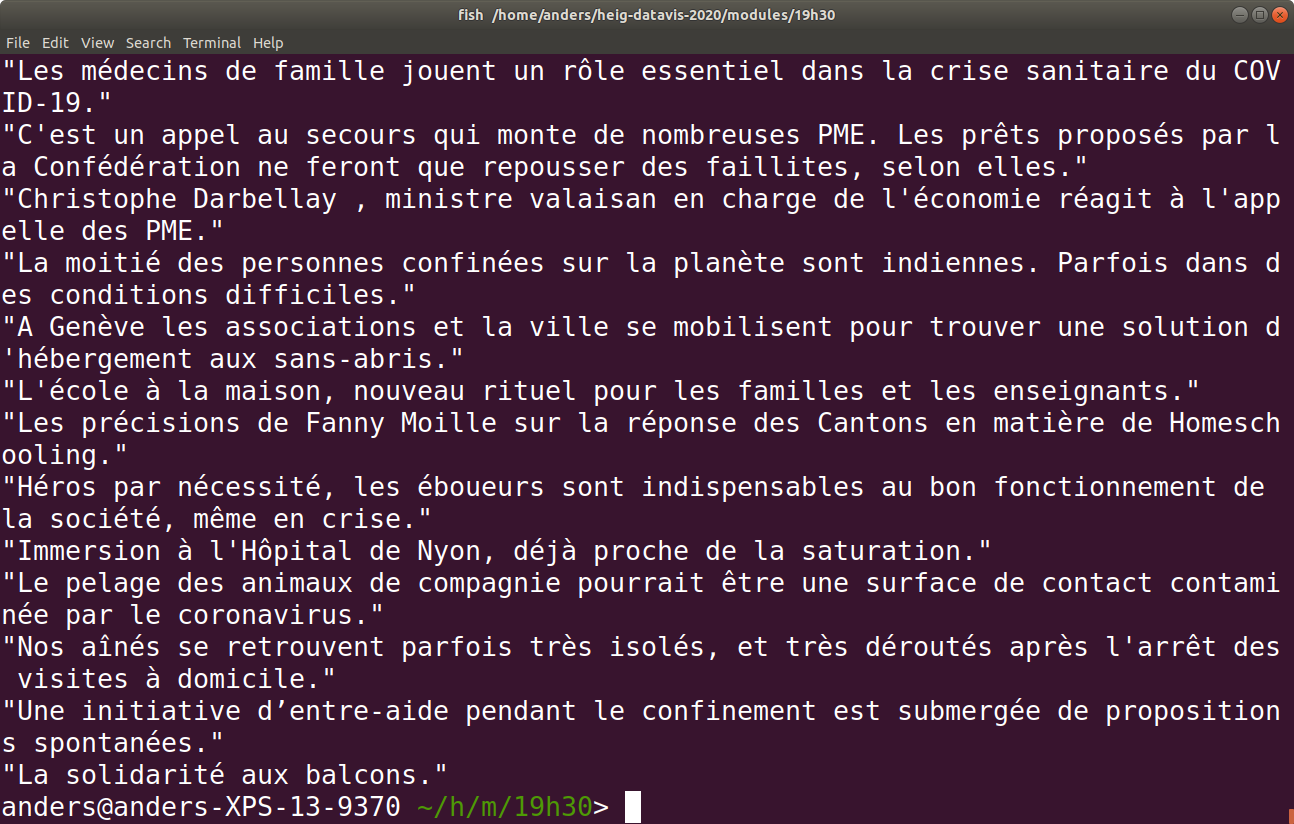 fish /home/anders/heig-datavis-2020/modules/19h30
File Edit View Search Terminal Help
"Les médecins de famille jouent un rôle essentiel dans la crise sanitaire du COV
ID-19."
"C'est un appel au secours qui monte de nombreuses PME. Les prêts proposés par l
a Confédération ne feront que repousser des faillites, selon elles."
"Christophe Darbellay , ministre valaisan en charge de l'économie réagit à l'app
elle des PME."
"La moitié des personnes confinées sur la planète sont indiennes. Parfois dans d
es conditions difficiles."
"A Genève les associations et la ville se mobilisent pour trouver une solution d
'hébergement aux sans-abris."
"L'école à la maison, nouveau rituel pour les familles et les enseignants."
"Les précisions de Fanny Moille sur la réponse des Cantons en matière de Homesch
ooling."
"Héros par nécessité, les éboueurs sont indispensables au bon fonctionnement de
la société, même en crise."
"Immersion à l'Hôpital de Nyon, déjà proche de la saturation."
"Le pelage des animaux de compagnie pourrait être une surface de contact contami
née par le coronavirus."
"Nos aînés se retrouvent parfois très isolés, et très déroutés après l'arrêt des
 visites à domicile."
"Une initiative d’entre-aide pendant le confinement est submergée de proposition
s spontanées."
"La solidarité aux balcons."
anders@anders-XPS-13-9370 ~/h/m/19h30>